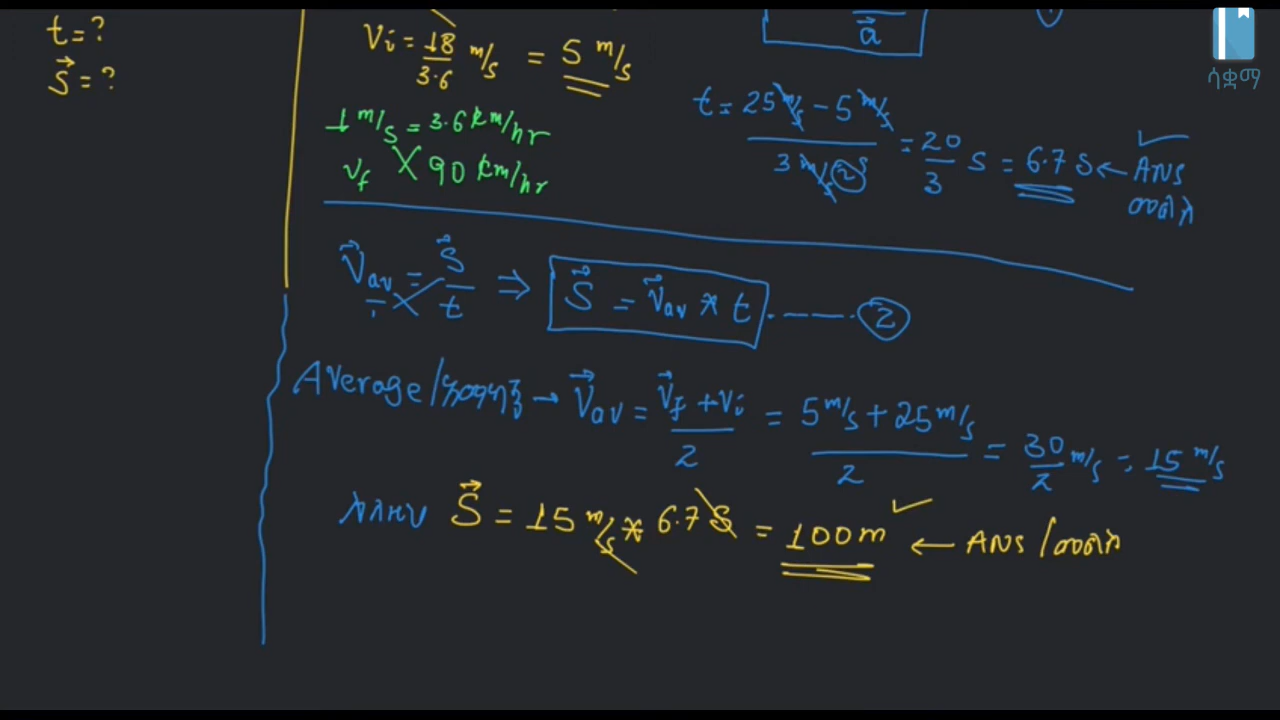 t = ?
S⃗ = ?
Vi = 18/3.6 m/s = 5 m/s
1 m/s = 3.6 km/hr
vf 90 km/hr
a⃗
t = 25 m/s - 5 m/s / 3 m/s² = 20/3 s = 6.7 s ← ANS
መልስ
V⃗av = S⃗/t ⇒ S⃗ = V⃗av * t ------ 2
Average/አማካኝ → V⃗av = V⃗f + Vi / 2 = 5 m/s + 25 m/s / 2 = 30/2 m/s = 15 m/s
ስለዚህ S⃗ = 15 m/s * 6.7 s = 100 m ← ANS/መልስ
ሳቋማ